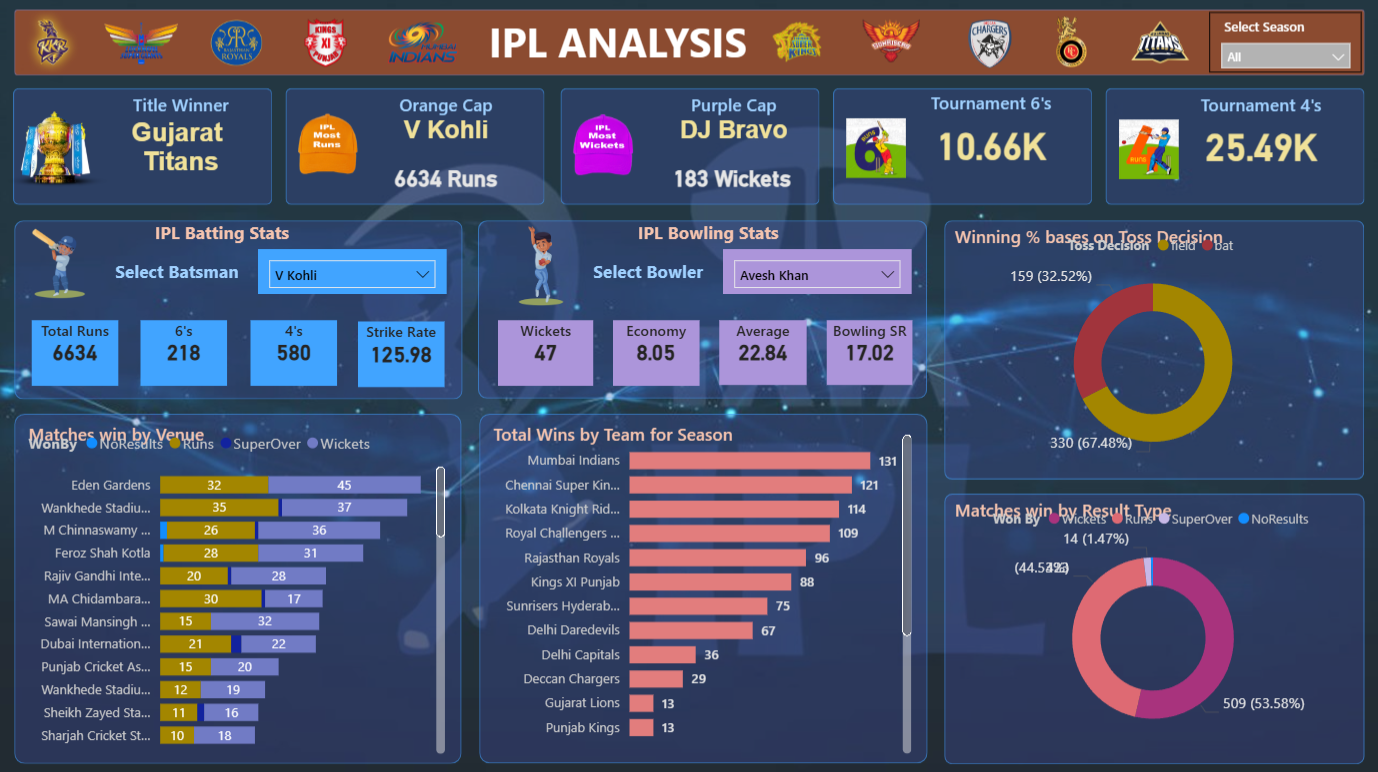 IPL ANALYSIS
KKR
RAJASTHAN
ROYALS
KINGS
XI
PUNJAB
MUMBAI
INDIANS
SUPER
KINGS
SUNRISERS
CHARGERS
TITANS
Select Season
All
Title Winner
Gujarat
Titans
Orange Cap
V Kohli
6634 Runs
IPL
Most
Runs
Purple Cap
DJ Bravo
183 Wickets
IPL
Most
Wickets
Tournament 6's
10.66K
Tournament 4's
25.49K
IPL Batting Stats
Select Batsman
V Kohli
Total Runs
6634
6's
218
4's
580
Strike Rate
125.98
IPL Bowling Stats
Select Bowler
Avesh Khan
Wickets
47
Economy
8.05
Average
22.84
Bowling SR
17.02
Winning % bases on Toss Decision
Toss Decision field bat
159 (32.52%)
330 (67.48%)
Matches win by Venue
WonBy NoResults Runs SuperOver Wickets
Eden Gardens 32 45
Wankhede Stadiu... 35 37
M Chinnaswamy ... 26 36
Feroz Shah Kotla 28 31
Rajiv Gandhi Inte... 20 28
MA Chidambara... 30 17
Sawai Mansingh ... 15 32
Dubai Internation... 21 22
Punjab Cricket As... 15 20
Wankhede Stadiu... 12 19
Sheikh Zayed Sta... 11 16
Sharjah Cricket St... 10 18
Total Wins by Team for Season
Mumbai Indians 131
Chennai Super Kin... 121
Kolkata Knight Rid... 114
Royal Challengers ... 109
Rajasthan Royals 96
Kings XI Punjab 88
Sunrisers Hyderab... 75
Delhi Daredevils 67
Delhi Capitals 36
Deccan Chargers 29
Gujarat Lions 13
Punjab Kings 13
Matches win by Result Type
Won By Wickets Runs SuperOver NoResults
14 (1.47%)
509 (53.58%)
TATA
IPL